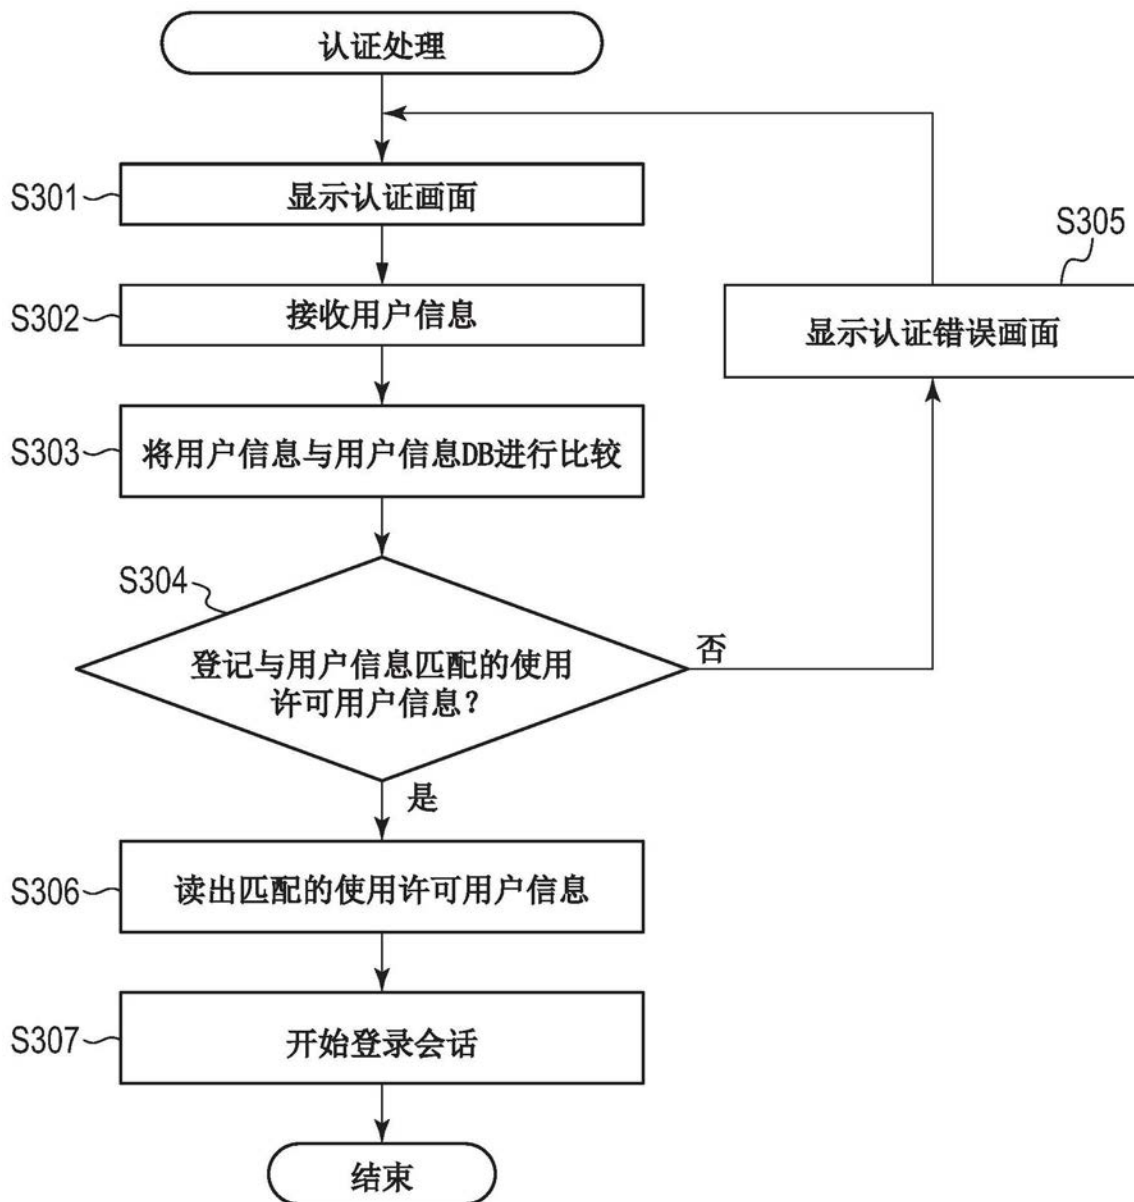 认证处理
S301
显示认证画面
S305
S302
接收用户信息
显示认证错误画面
S303
将用户信息与用户信息DB进行比较
S304
登记与用户信息匹配的使用
许可用户信息?
否
是
S306
读出匹配的使用许可用户信息
S307
开始登录会话
结束